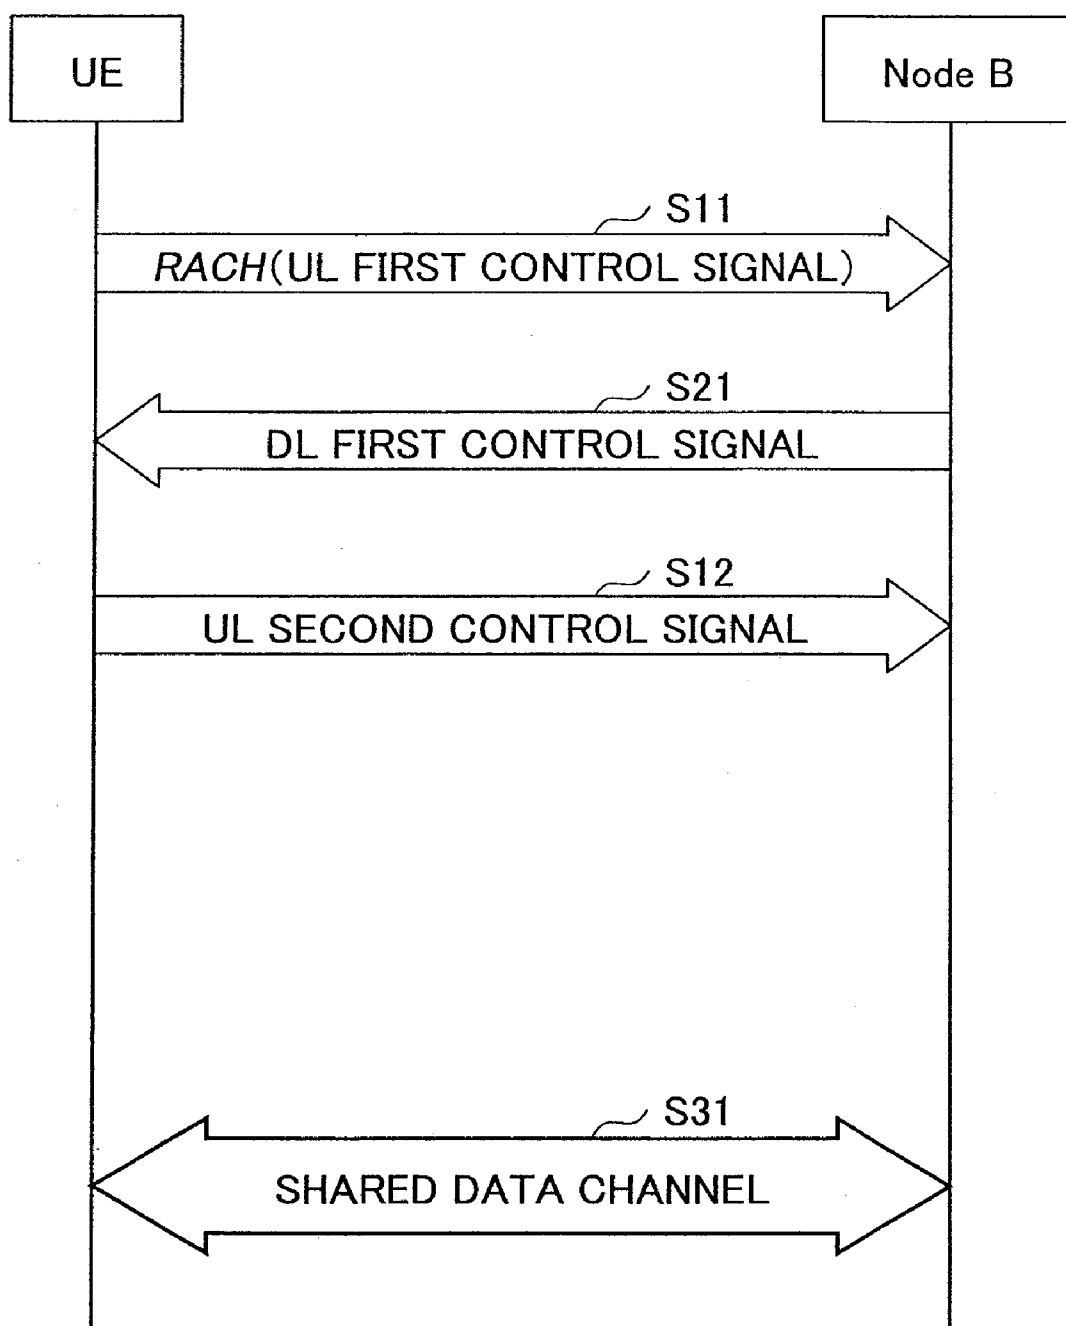 UE
Node B
S11
RACH(UL FIRST CONTROL SIGNAL)
S21
DL FIRST CONTROL SIGNAL
S12
UL SECOND CONTROL SIGNAL
S31
SHARED DATA CHANNEL